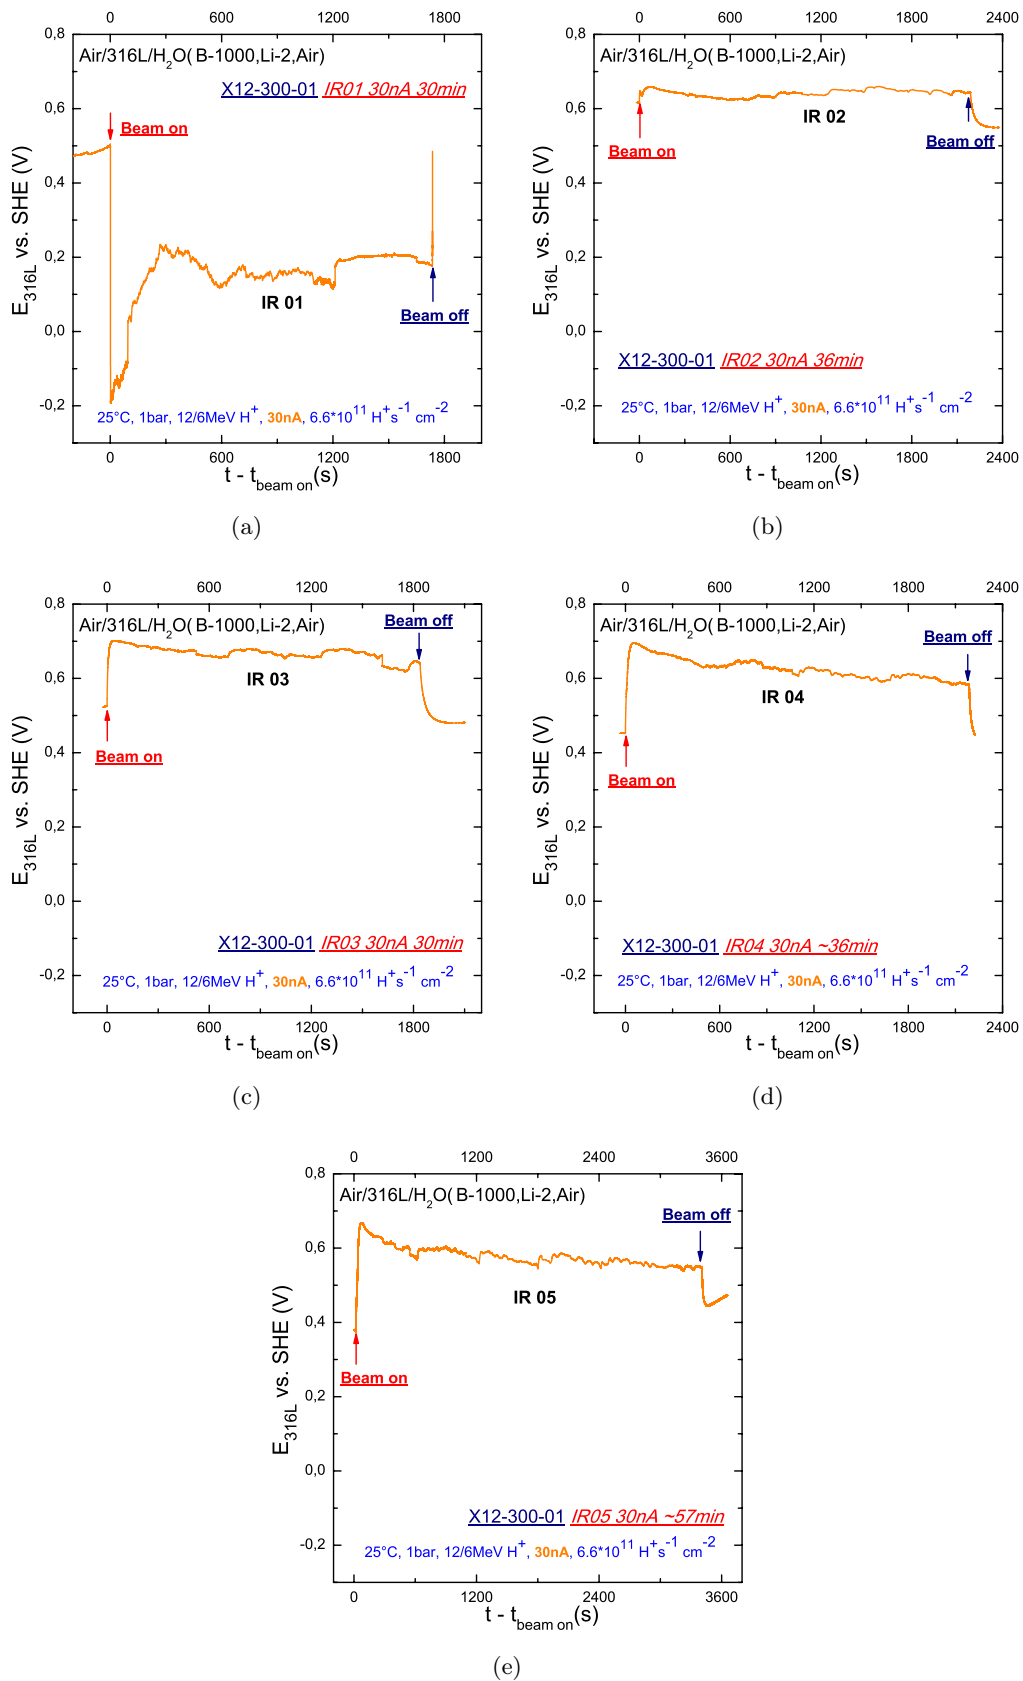 0 600 1200 1800
0,8
Air/316L/H2O( B-1000,Li-2,Air)
X12-300-01 IR01 30nA 30min
0,6
Beam on
0,4
0,2
IR 01
Beam off
0,0
-0,2
25°C, 1bar, 12/6MeV H+, 30nA, 6.6*10^11 H+s^-1 cm^-2
E316L vs. SHE (V)
0 600 1200 1800
t - tbeam on(s)
(a)
0 600 1200 1800 2400
0,8
Air/316L/H2O( B-1000,Li-2,Air)
0,6
IR 02
Beam on
Beam off
0,4
0,2
0,0
X12-300-01 IR02 30nA 36min
-0,2
25°C, 1bar, 12/6MeV H+, 30nA, 6.6*10^11 H+s^-1 cm^-2
E316L vs. SHE (V)
0 600 1200 1800 2400
t - tbeam on(s)
(b)
0 600 1200 1800
0,8
Air/316L/H2O( B-1000,Li-2,Air)
Beam off
0,6
IR 03
Beam on
0,4
0,2
0,0
X12-300-01 IR03 30nA 30min
-0,2
25°C, 1bar, 12/6MeV H+, 30nA, 6.6*10^11 H+s^-1 cm^-2
E316L vs. SHE (V)
0 600 1200 1800
t - tbeam on(s)
(c)
0 600 1200 1800 2400
0,8
Air/316L/H2O( B-1000,Li-2,Air)
Beam off
0,6
IR 04
Beam on
0,4
0,2
0,0
X12-300-01 IR04 30nA ~36min
-0,2
25°C, 1bar, 12/6MeV H+, 30nA, 6.6*10^11 H+s^-1 cm^-2
E316L vs. SHE (V)
0 600 1200 1800 2400
t - tbeam on(s)
(d)
0 1200 2400 3600
0,8
Air/316L/H2O( B-1000,Li-2,Air)
Beam off
0,6
IR 05
0,4
Beam on
0,2
0,0
X12-300-01 IR05 30nA ~57min
-0,2
25°C, 1bar, 12/6MeV H+, 30nA, 6.6*10^11 H+s^-1 cm^-2
E316L vs. SHE (V)
0 1200 2400 3600
t - tbeam on(s)
(e)